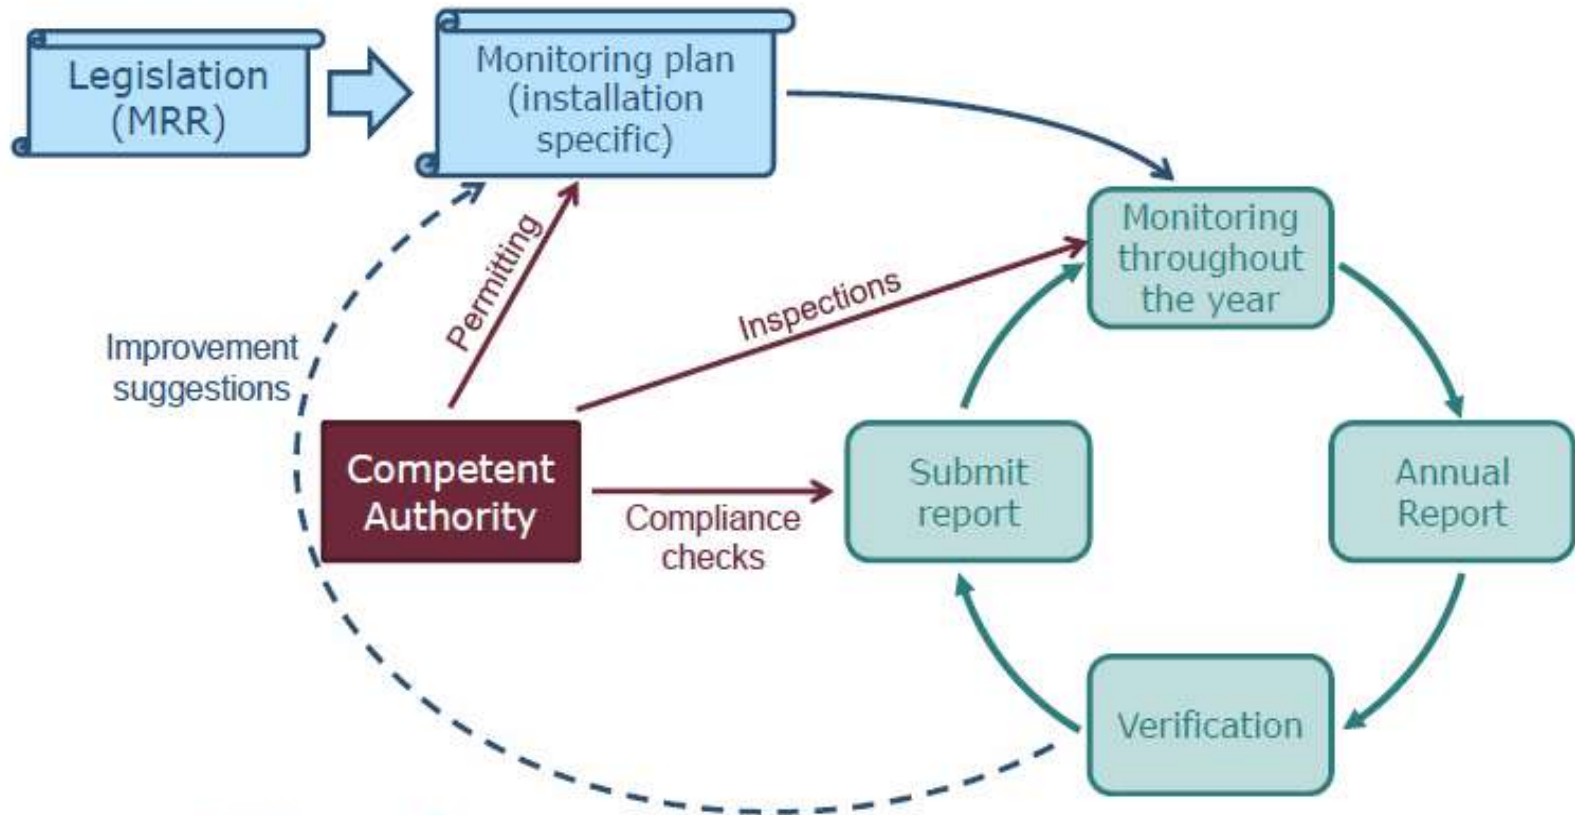 Legislation
(MRR)
Monitoring plan
(installation
specific)
Monitoring
throughout
the year
Permitting
Inspections
Improvement
suggestions
Competent
Authority
Compliance
checks
Submit
report
Annual
Report
Verification